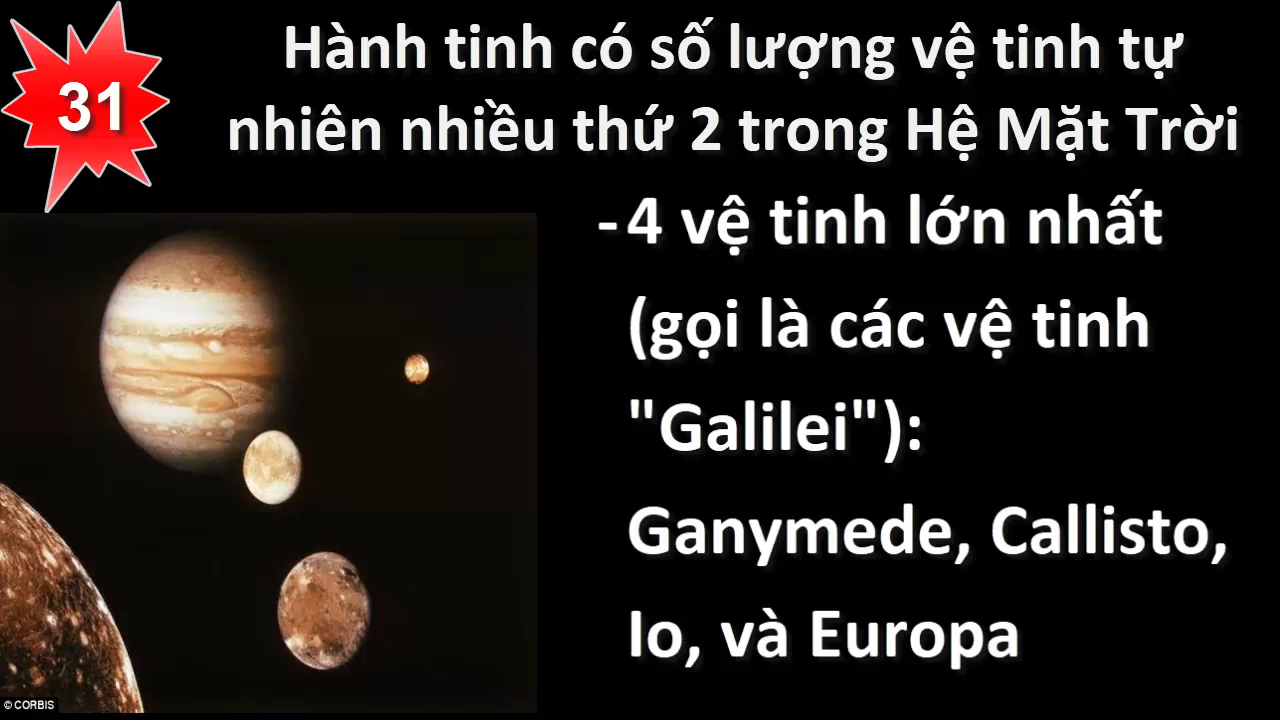 31
Hành tinh có số lượng vệ tinh tự
nhiên nhiều thứ 2 trong Hệ Mặt Trời
- 4 vệ tinh lớn nhất
(gọi là các vệ tinh
"Galilei"):
Ganymede, Callisto,
Io, và Europa
© CORBIS